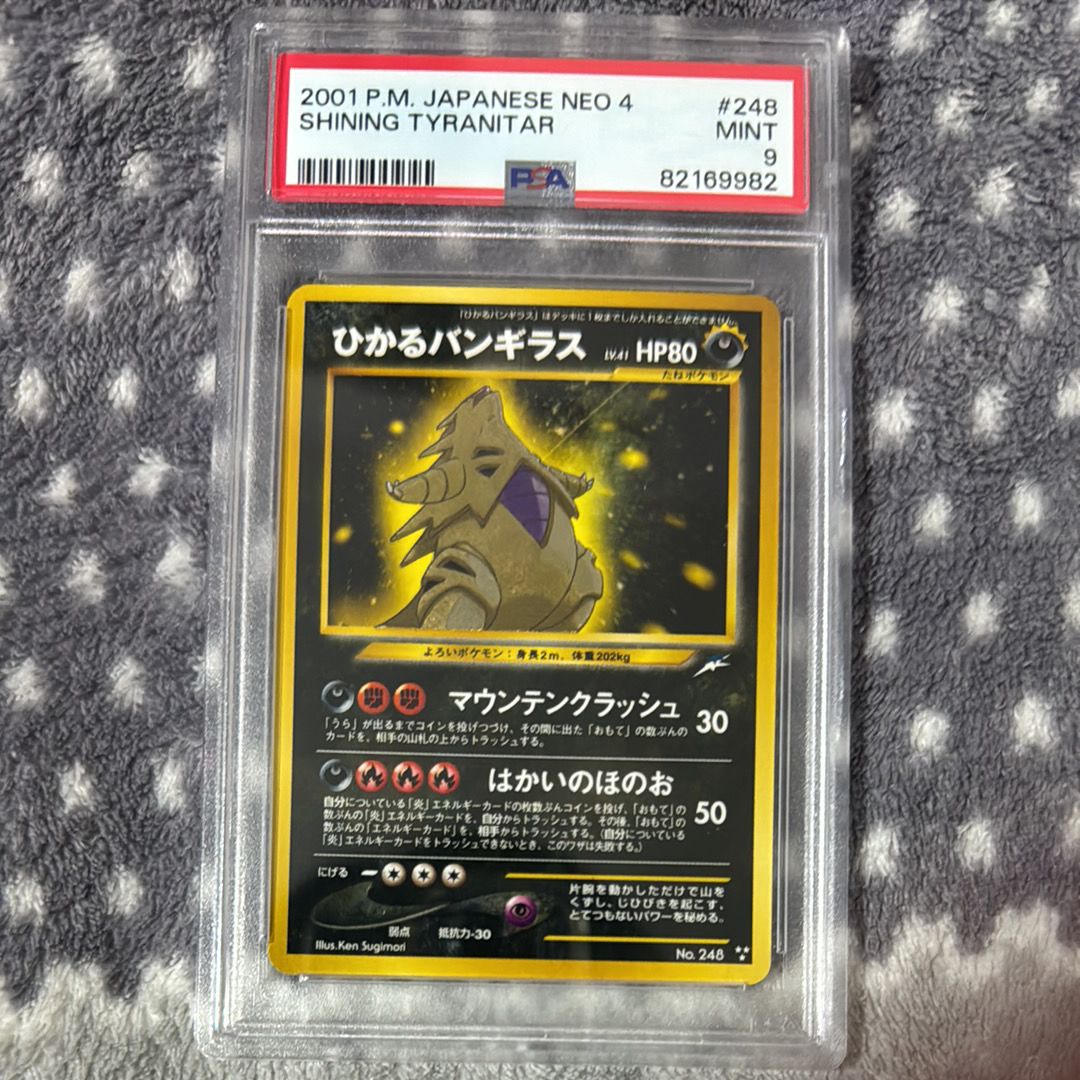 2001 P.M. JAPANESE NEO 4 #248
SHINING TYRANITAR MINT
9
PSA 82169982
「ひかるバンギラス」はデッキに1枚までしか入れることができません。
ひかるバンギラス LV.41 HP80
たねポケモン
よろいポケモン:身長2m、体重202kg
マウンテンクラッシュ 30
「うら」が出るまでコインを投げつづけ、その間に出た「おもて」の数ぶんの
カードを、相手の山札の上からトラッシュする。
はかいのほのお 50
自分についている「炎」エネルギーカードの枚数ぶんコインを投げ、「おもて」の
数ぶんの「炎」エネルギーカードを、自分からトラッシュする。その後、「おもて」の
数ぶんの「エネルギーカード」を、相手からトラッシュする。(自分についている
「炎」エネルギーカードをトラッシュできないとき、このワザは失敗する。)
にげる
片腕を動かしただけで山を
くずし、じひびきを起こす、
とてつもないパワーを秘める。
弱点 抵抗力-30
Illus.Ken Sugimori
No. 248